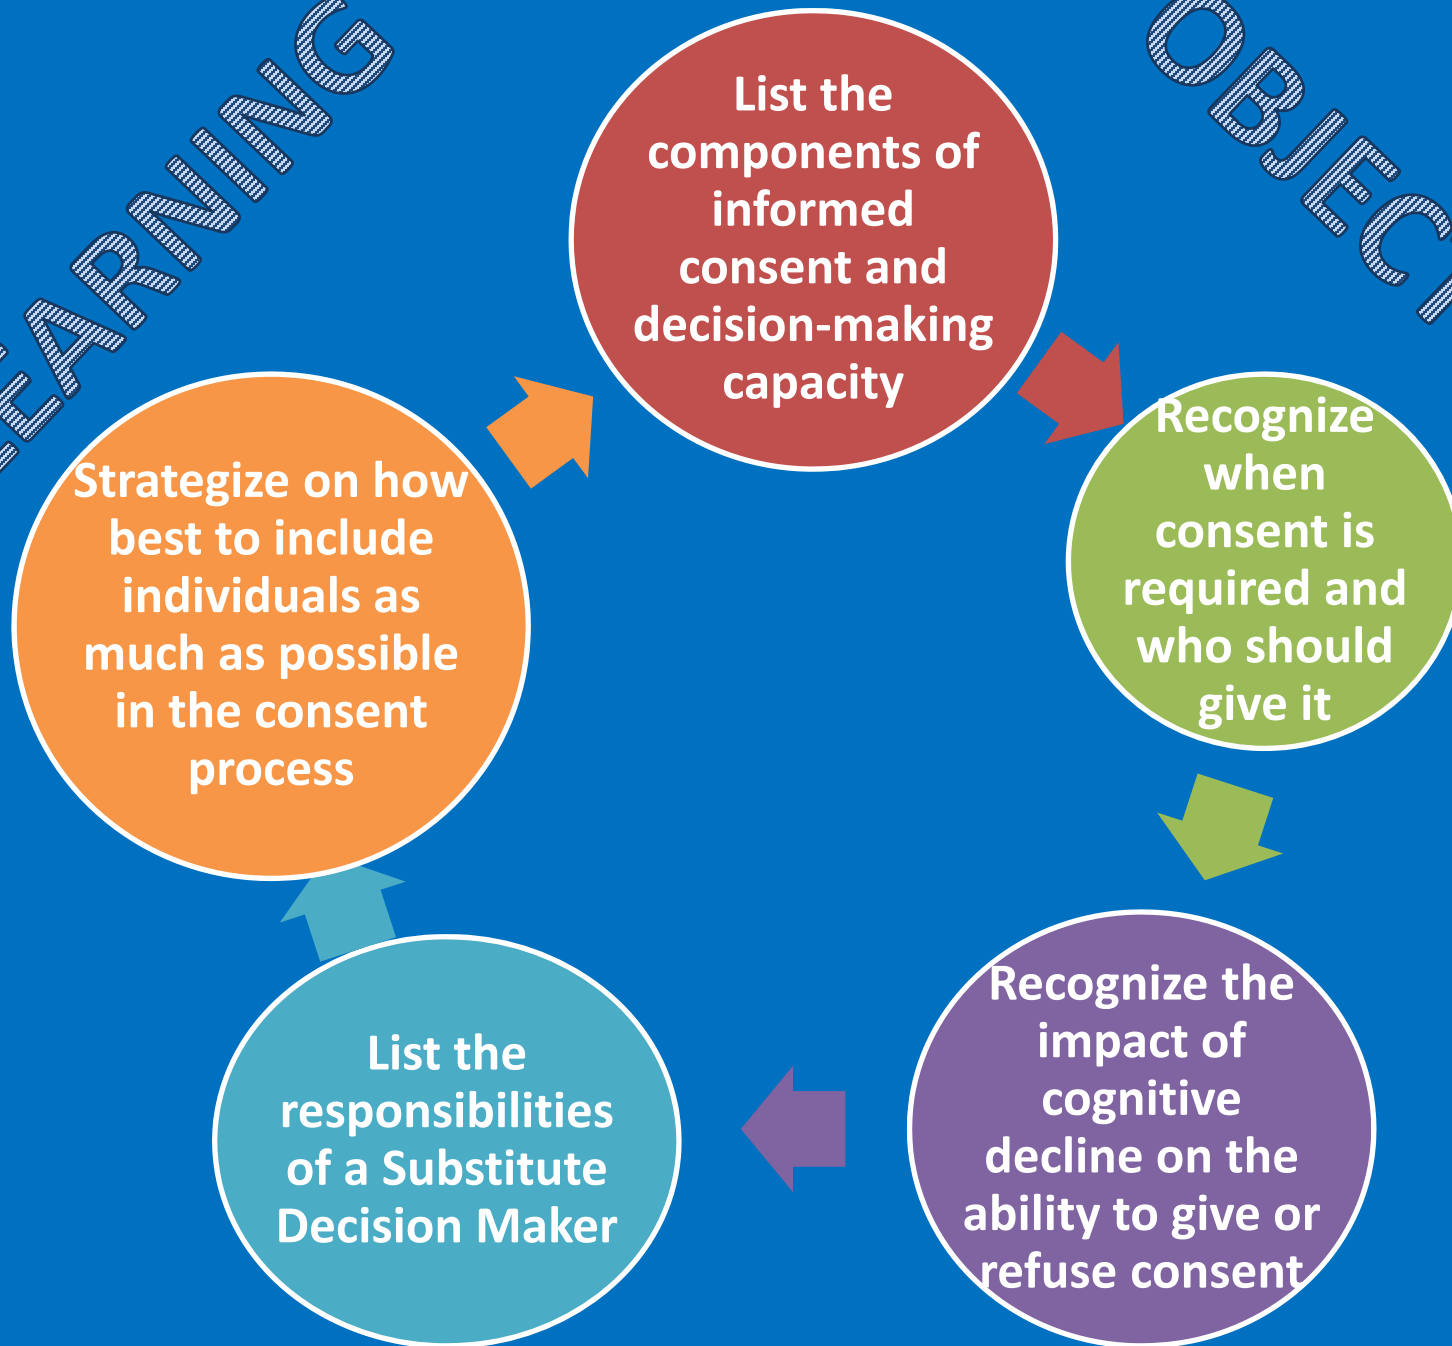 LEARNING
OBJECT
List the
components of
informed
consent and
decision-making
capacity
Recognize
when
consent is
required and
who should
give it
Recognize the
impact of
cognitive
decline on the
ability to give or
refuse consent
List the
responsibilities
of a Substitute
Decision Maker
Strategize on how
best to include
individuals as
much as possible
in the consent
process